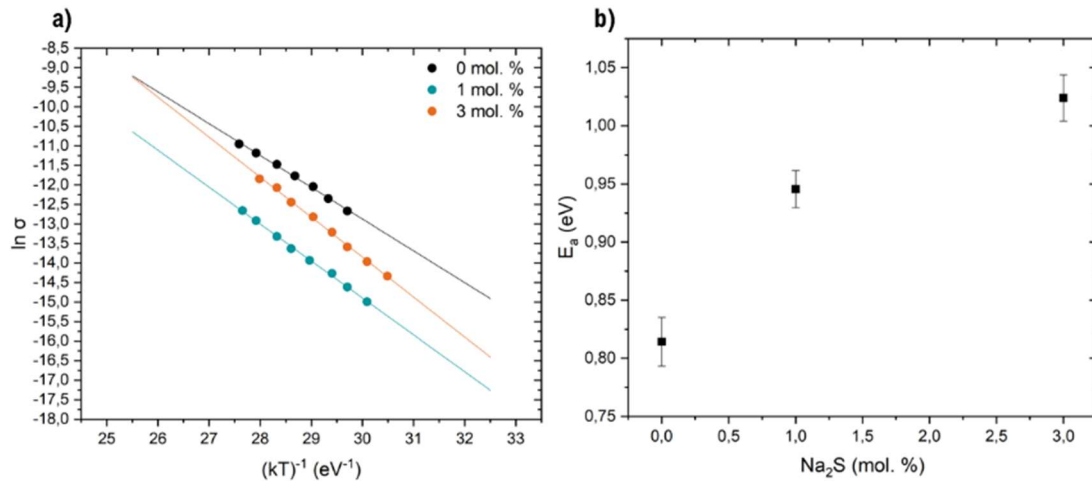 a)
-8,5
-9,0
-9,5
-10,0
-10,5
-11,0
-11,5
-12,0
-12,5
-13,0
-13,5
-14,0
-14,5
-15,0
-15,5
-16,0
-16,5
-17,0
-17,5
-18,0
ln σ
0 mol. %
1 mol. %
3 mol. %
25 26 27 28 29 30 31 32 33
(kT)⁻¹ (eV⁻¹)
b)
1,05
1,00
0,95
0,90
0,85
0,80
0,75
Eₐ (eV)
0,0 0,5 1,0 1,5 2,0 2,5 3,0
Na₂S (mol. %)